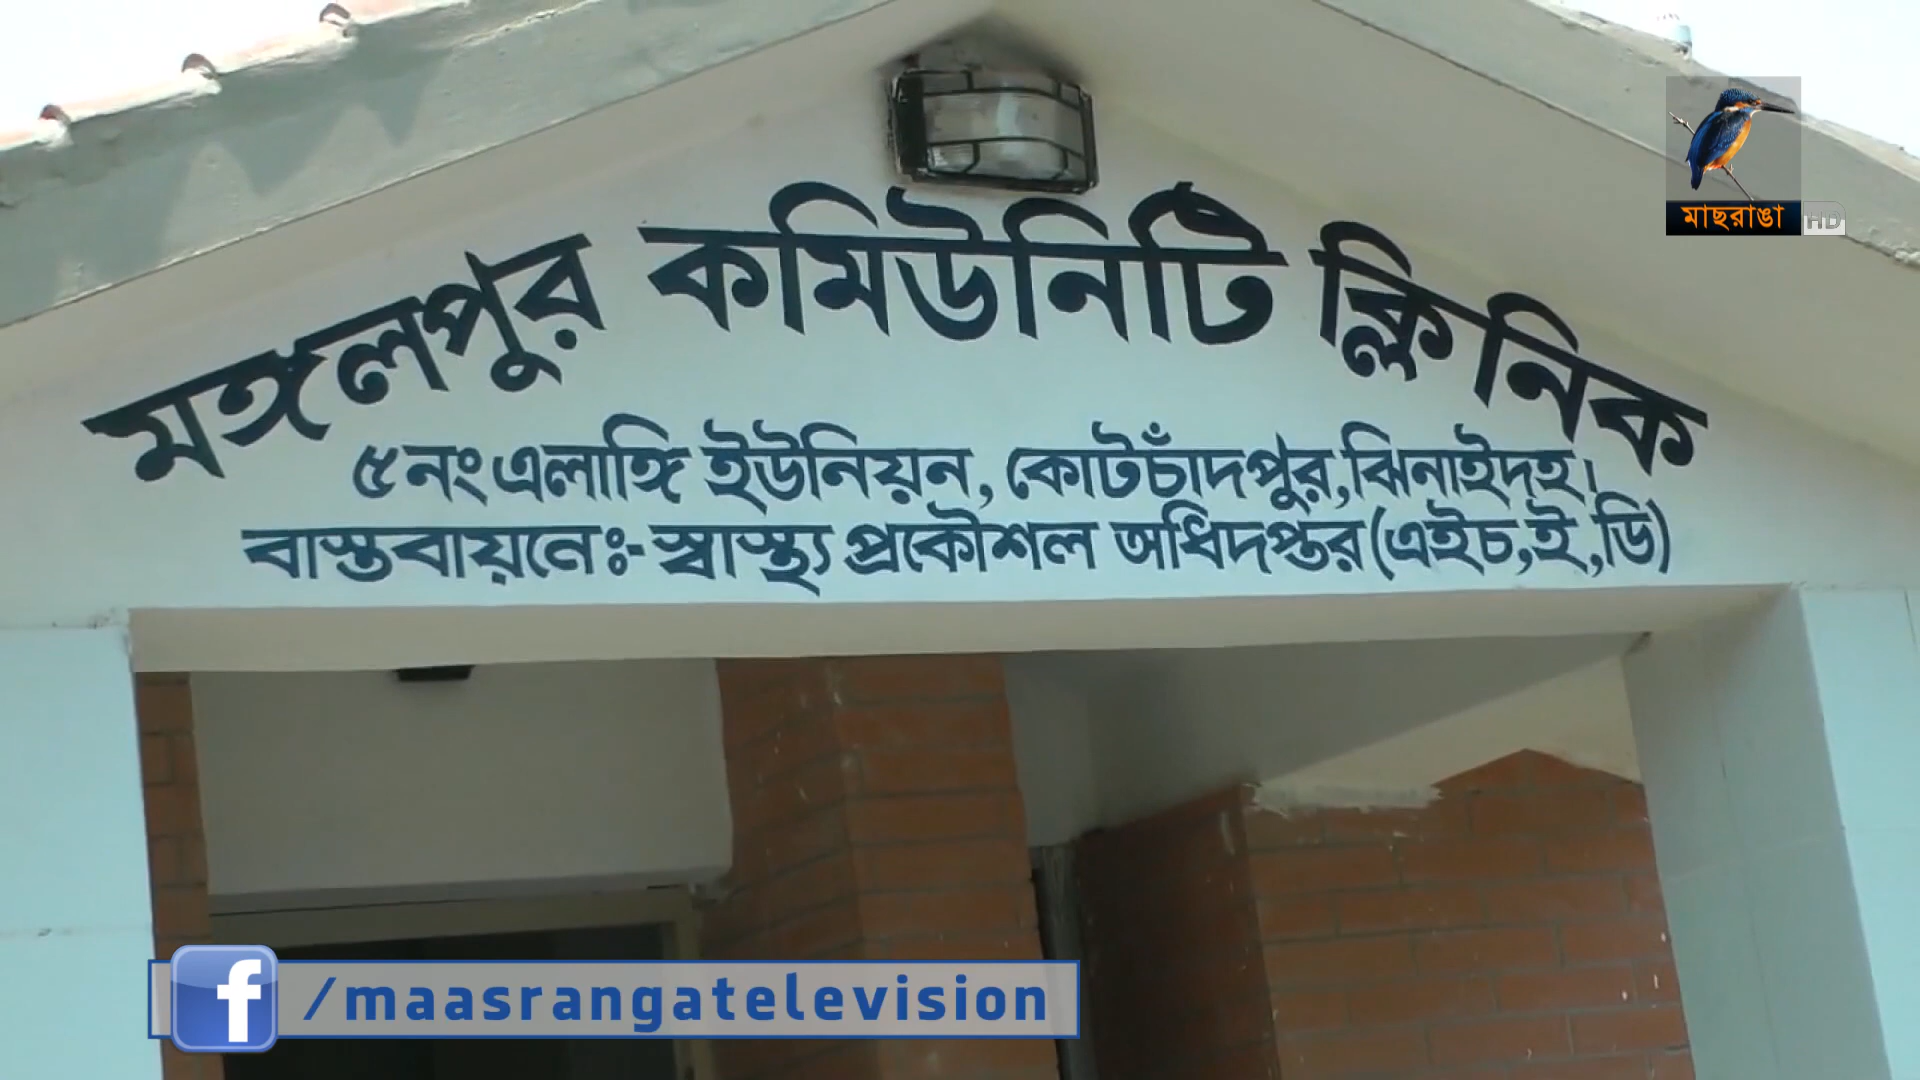 মাছরাঙা HD
মঙ্গলপুর কমিউনিটি ক্লিনিক
৫নং এলাঙ্গি ইউনিয়ন, কোটচাঁদপুর, ঝিনাইদহ।
বাস্তবায়নেঃ- স্বাস্থ্য প্রকৌশল অধিদপ্তর (এইচ,ই,ডি)
f /maasrangatelevision